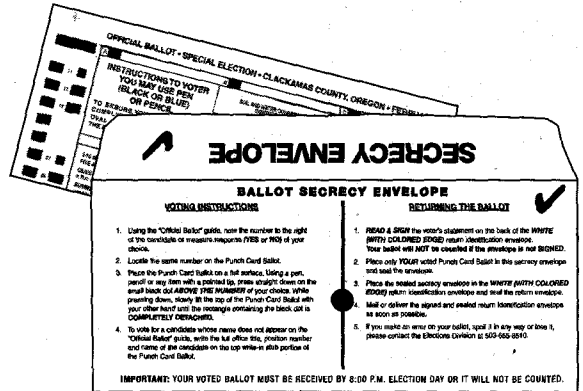 OFFICIAL BALLOT • SPECIAL ELECTION • CLACKAMAS COUNTY, OREGON •
INSTRUCTIONS TO VOTER
YOU MAY USE PEN
(BLACK OR BLUE)
OR PENCIL
SECRECY ENVELOPE
BALLOT SECRECY ENVELOPE
VOTING INSTRUCTIONS
1. Using the "Official Ballot" guide, note the number to the right
of the candidate or measure response (YES or NO) of your
choice.
2. Locate the same number on the Punch Card Ballot.
3. Place the Punch Card Ballot on a flat surface. Using a pen,
pencil or any item with a pointed tip, press straight down on the
small black dot ABOVE THE NUMBER of your choice. While
pressing down, slowly lift the top of the Punch Card Ballot with
your other hand until the rectangle containing the black dot is
COMPLETELY DETACHED.
4. To vote for a candidate whose name does not appear on the
"Official Ballot" guide, write the full office title, position number
and name of the candidate on the top write-in stub portion of
the Punch Card Ballot.
RETURNING THE BALLOT
1. READ & SIGN the voter's statement on the back of the WHITE
(WITH COLORED EDGE) return identification envelope.
Your ballot will NOT be counted if the envelope is not SIGNED.
2. Place only YOUR voted Punch Card Ballot in this secrecy envelope
and seal the envelope.
3. Place the sealed secrecy envelope in the WHITE (WITH COLORED
EDGE) return identification envelope and seal the return envelope.
4. Mail or deliver the signed and sealed return identification envelope
as soon as possible.
5. If you make an error on your ballot, spoil it in any way or lose it,
please contact the Elections Division at 503-655-8510.
IMPORTANT: YOUR VOTED BALLOT MUST BE RECEIVED BY 8:00 P.M. ELECTION DAY OR IT WILL NOT BE COUNTED.